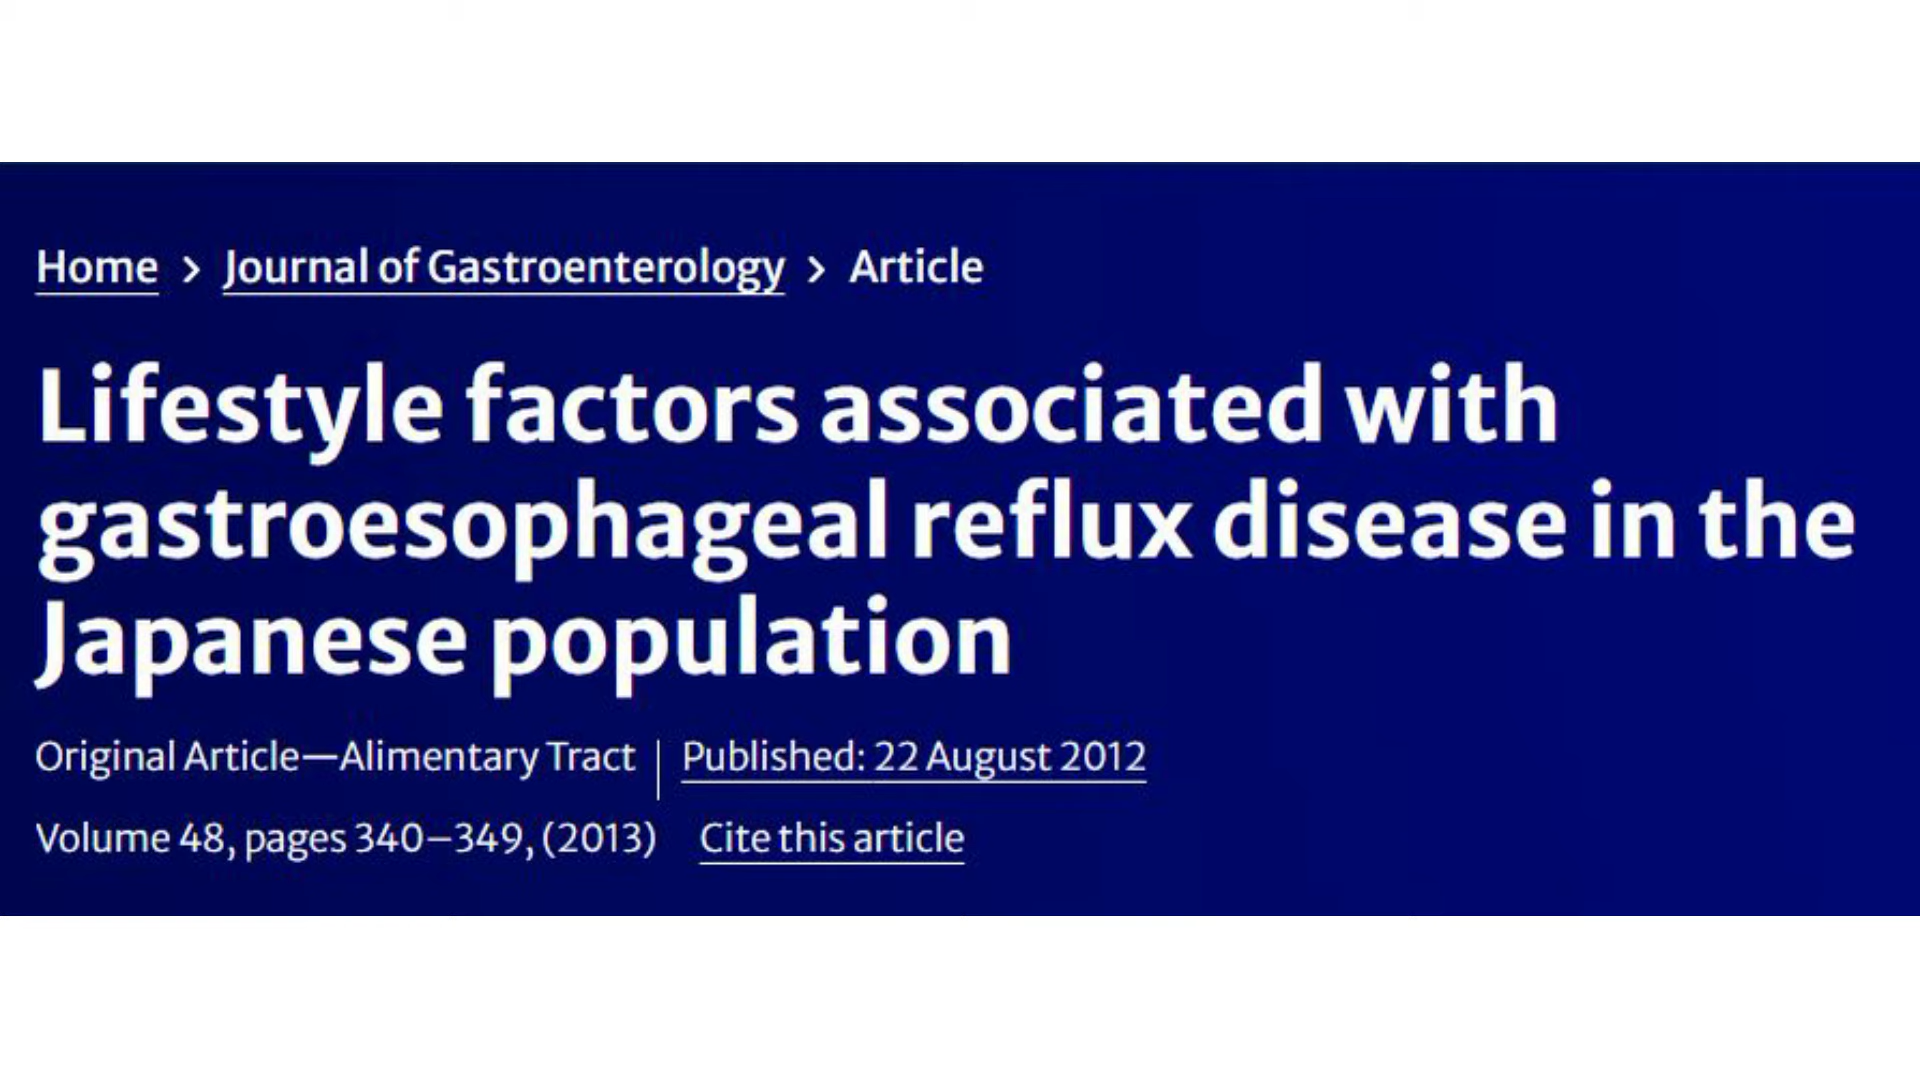 Home > Journal of Gastroenterology > Article
Lifestyle factors associated with
gastroesophageal reflux disease in the
Japanese population
Original Article—Alimentary Tract | Published: 22 August 2012
Volume 48, pages 340–349, (2013) Cite this article